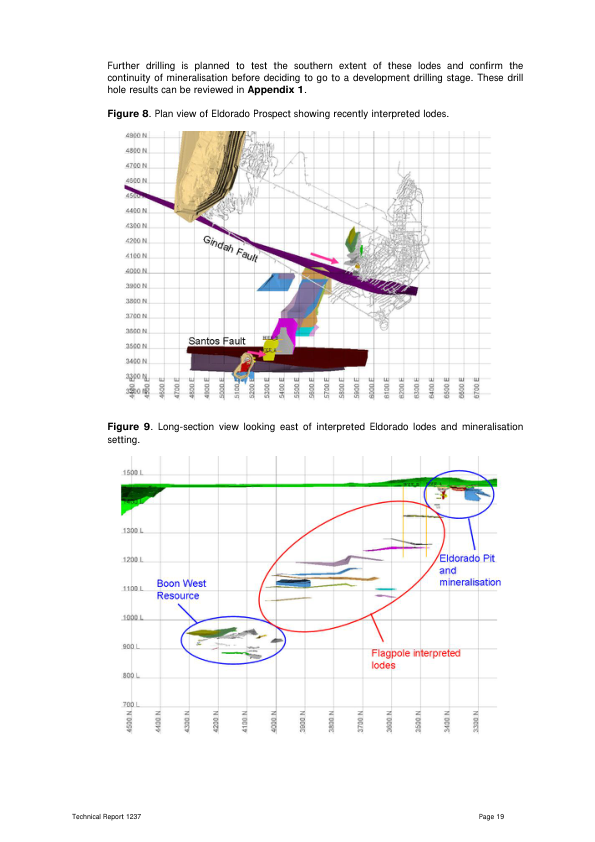 Further drilling is planned to test the southern extent of these lodes and confirm the
continuity of mineralisation before deciding to go to a development drilling stage. These drill
hole results can be reviewed in Appendix 1.
Figure 8. Plan view of Eldorado Prospect showing recently interpreted lodes.
4800 N
4700 N
4600 N
4500 N
4400 N
4300 N
4200 N
4100 N
4000 N
3900 N
3800 N
3700 N
3600 N
3500 N
3400 N
3300 N
Gindah Fault
Santos Fault
4600 E
4700 E
4800 E
4900 E
5000 E
5100 E
5200 E
5300 E
5400 E
5500 E
5600 E
5700 E
5800 E
5900 E
6000 E
6100 E
6200 E
6300 E
6400 E
6500 E
6600 E
6700 E
Figure 9. Long-section view looking east of interpreted Eldorado lodes and mineralisation
setting.
1500 L
1300 L
1200 L
1100 L
1000 L
900 L
800 L
700 L
Eldorado Pit
and
mineralisation
Boon West
Resource
Flagpole interpreted
lodes
4500 N
4400 N
4300 N
4200 N
4100 N
4000 N
3900 N
3800 N
3700 N
3600 N
3500 N
3400 N
3300 N
Technical Report 1237
Page 19